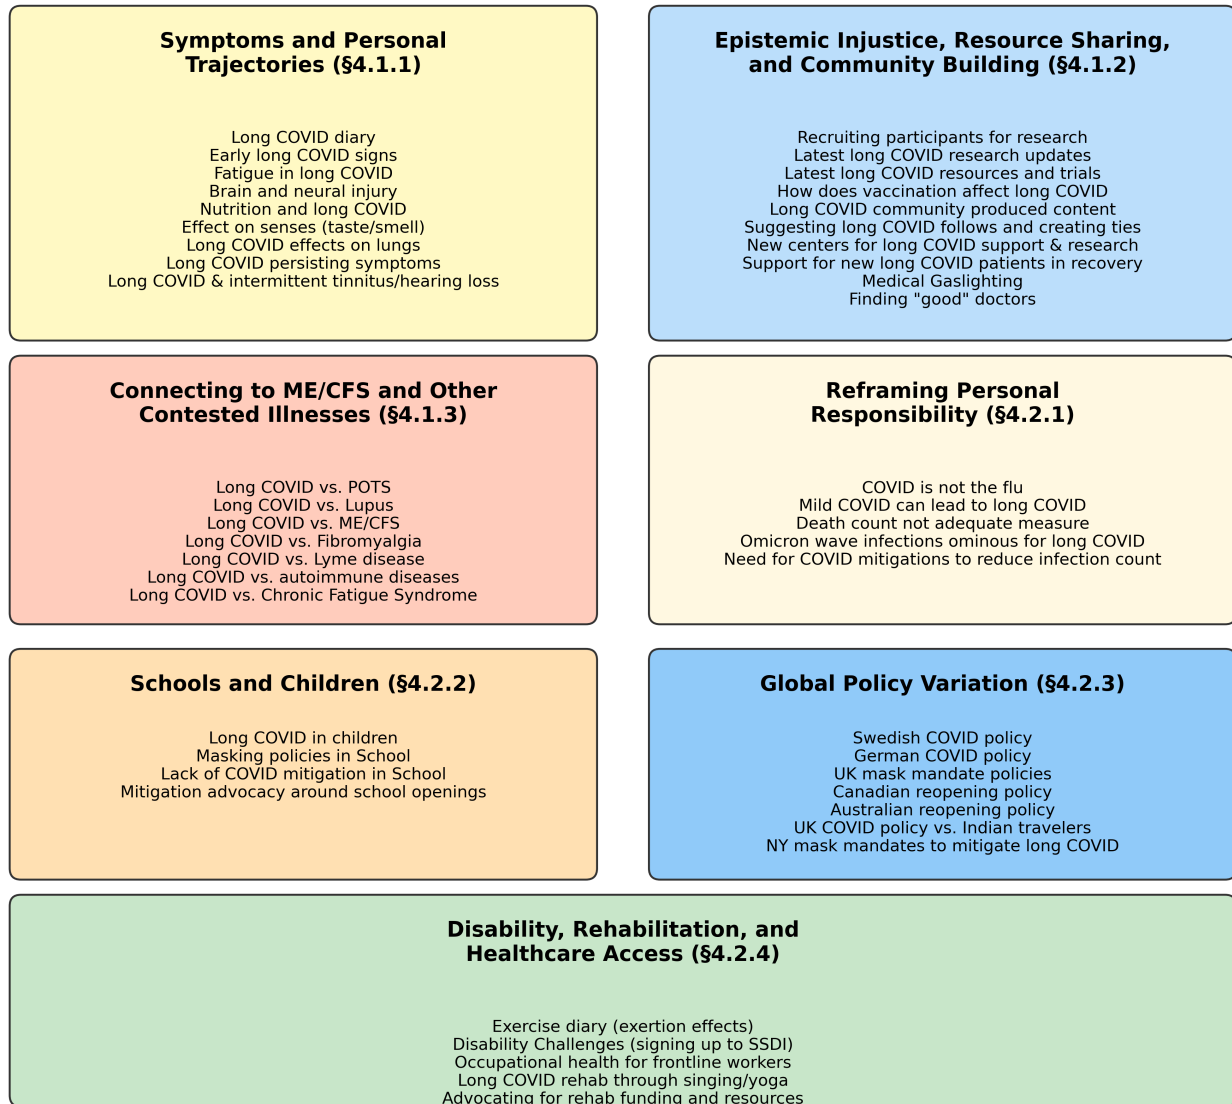 Symptoms and Personal
Trajectories (§4.1.1)
Long COVID diary
Early long COVID signs
Fatigue in long COVID
Brain and neural injury
Nutrition and long COVID
Effect on senses (taste/smell)
Long COVID effects on lungs
Long COVID persisting symptoms
Long COVID & intermittent tinnitus/hearing loss
Epistemic Injustice, Resource Sharing,
and Community Building (§4.1.2)
Recruiting participants for research
Latest long COVID research updates
Latest long COVID resources and trials
How does vaccination affect long COVID
Long COVID community produced content
Suggesting long COVID follows and creating ties
New centers for long COVID support & research
Support for new long COVID patients in recovery
Medical Gaslighting
Finding "good" doctors
Connecting to ME/CFS and Other
Contested Illnesses (§4.1.3)
Long COVID vs. POTS
Long COVID vs. Lupus
Long COVID vs. ME/CFS
Long COVID vs. Fibromyalgia
Long COVID vs. Lyme disease
Long COVID vs. autoimmune diseases
Long COVID vs. Chronic Fatigue Syndrome
Reframing Personal
Responsibility (§4.2.1)
COVID is not the flu
Mild COVID can lead to long COVID
Death count not adequate measure
Omicron wave infections ominous for long COVID
Need for COVID mitigations to reduce infection count
Schools and Children (§4.2.2)
Long COVID in children
Masking policies in School
Lack of COVID mitigation in School
Mitigation advocacy around school openings
Global Policy Variation (§4.2.3)
Swedish COVID policy
German COVID policy
UK mask mandate policies
Canadian reopening policy
Australian reopening policy
UK COVID policy vs. Indian travelers
NY mask mandates to mitigate long COVID
Disability, Rehabilitation, and
Healthcare Access (§4.2.4)
Exercise diary (exertion effects)
Disability Challenges (signing up to SSDI)
Occupational health for frontline workers
Long COVID rehab through singing/yoga
Advocating for rehab funding and resources